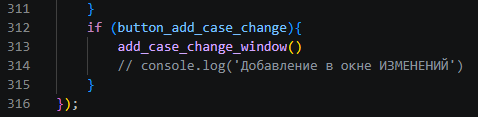 311 }
312 if (button_add_case_change){
313 add_case_change_window()
314 // console.log('Добавление в окне ИЗМЕНЕНИЙ')
315 }
316 });